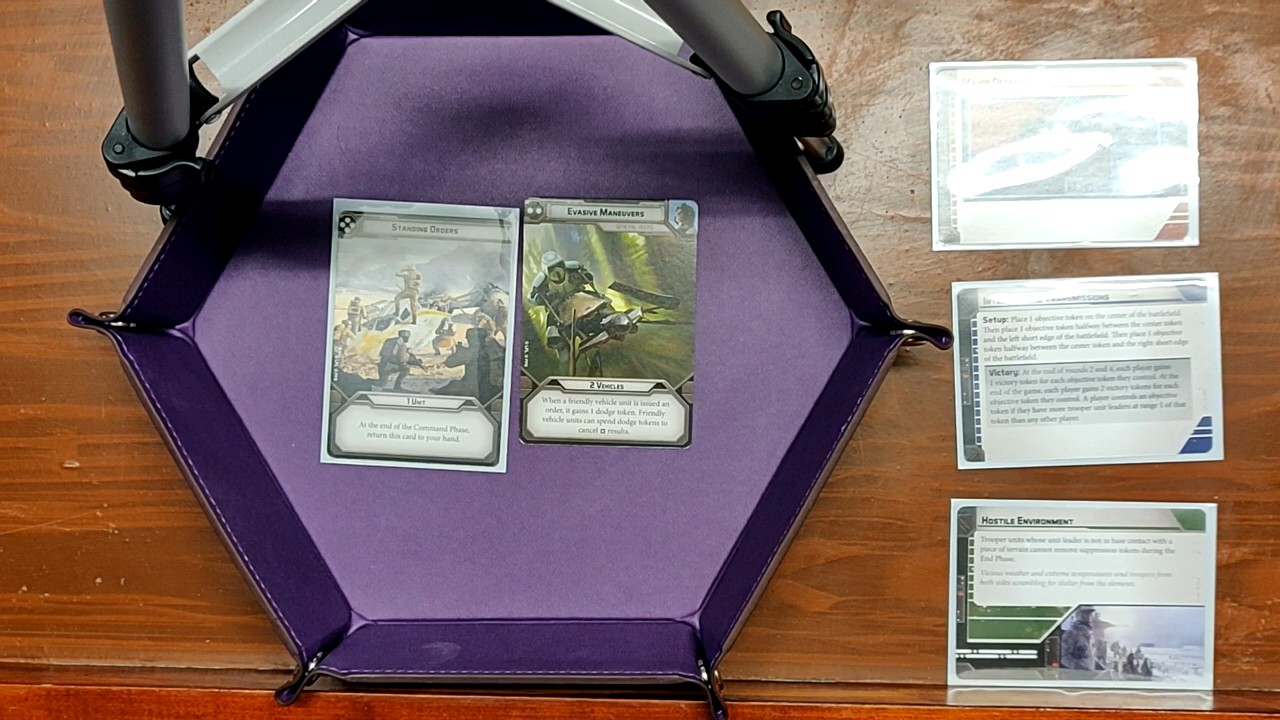 Standing Orders
1 Unit
At the end of the Command Phase,
return this card to your hand.
Evasive Maneuvers
2 Vehicles
When a friendly vehicle unit is issued an
order, it gains 1 dodge token. Friendly
vehicle units can spend dodge tokens to
cancel results.
Setup: Place 1 objective token on the center of the battlefield.
Then place 1 objective token halfway between the center token
and the left short edge of the battlefield. Then place 1 objective
token halfway between the center token and the right short edge
of the battlefield.
Victory: At the end of rounds 2 and 4, each player gains
1 victory token for each objective token they control. At the
end of the game, each player gains 2 victory tokens for each
objective token they control. A player controls an objective
token if they have more trooper unit leaders at range 1 of that
token than any other player.
Hostile Environment
Trooper units whose unit leader is not in base contact with a
piece of terrain cannot remove suppression tokens during the
End Phase.
Vicious weather and extreme temperatures send troopers from
both sides scrambling for shelter from the elements.